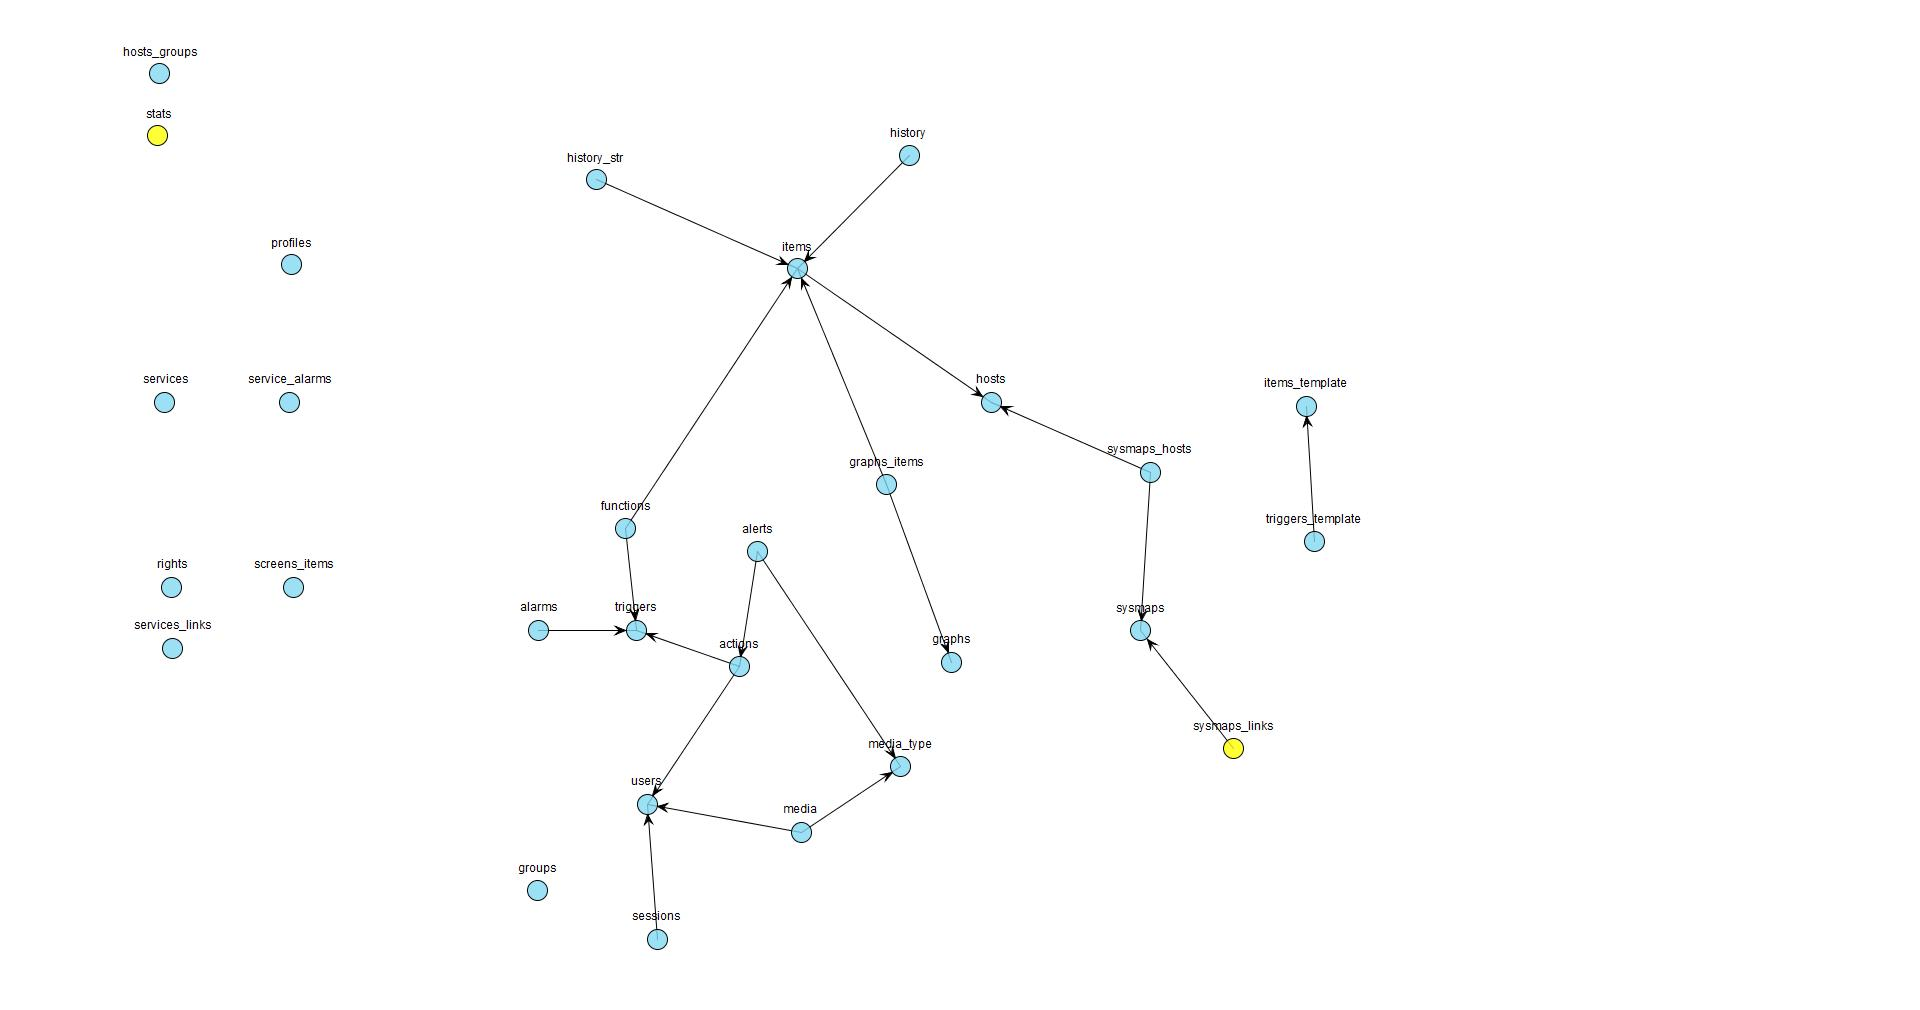 hosts_groups
stats
history
history_str
profiles
items
services
service_alarms
hosts
items_template
sysmaps_hosts
graphs_items
functions
triggers_template
alerts
rights
screens_items
alarms
triggers
sysmaps
services_links
graphs
actions
sysmaps_links
media_type
users
media
groups
sessions